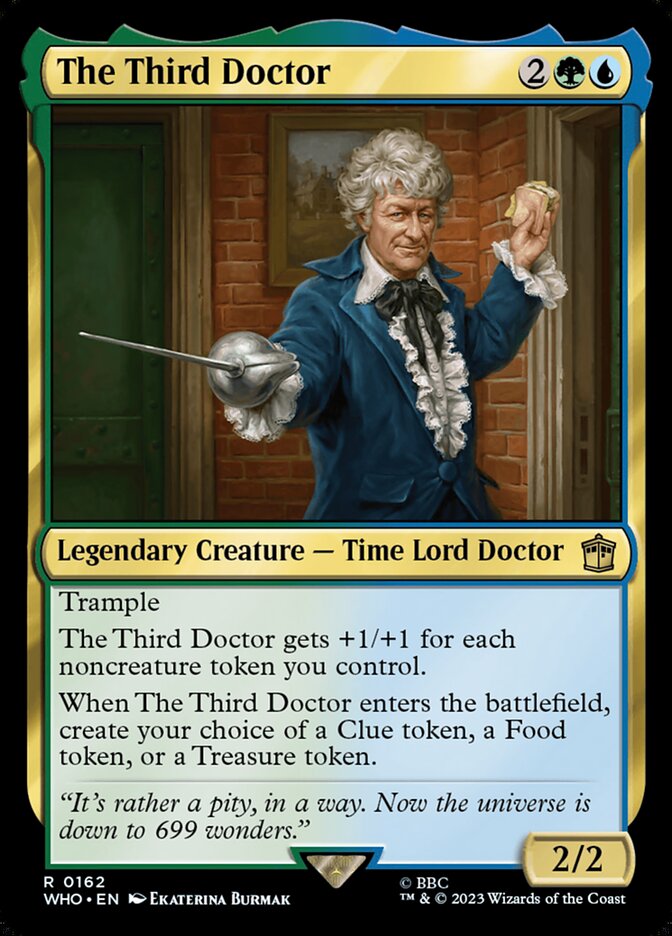 The Third Doctor 2
Legendary Creature — Time Lord Doctor
Trample
The Third Doctor gets +1/+1 for each
noncreature token you control.
When The Third Doctor enters the battlefield,
create your choice of a Clue token, a Food
token, or a Treasure token.
“It’s rather a pity, in a way. Now the universe is
down to 699 wonders.”
2/2
R 0162
WHO • EN Ekaterina Burmak
© BBC
™ & © 2023 Wizards of the Coast